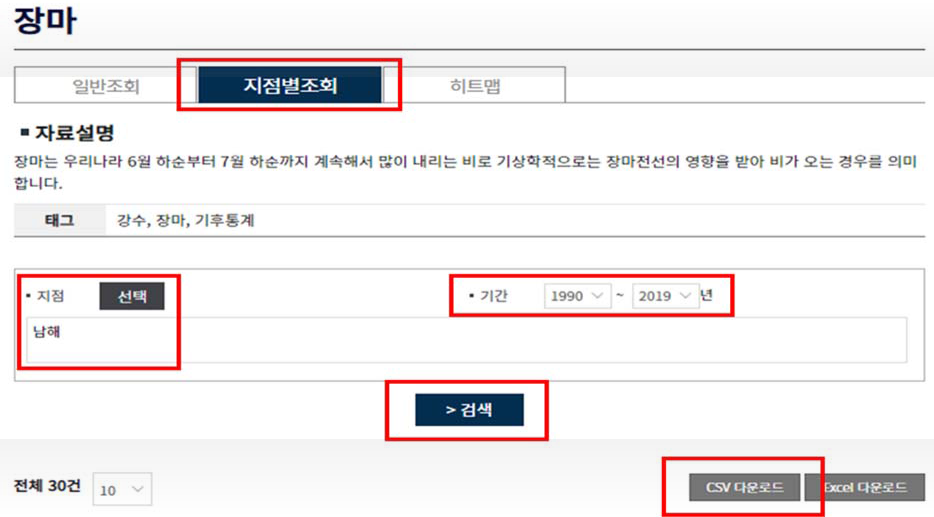 장마
일반조회 지점별조회 히트맵
▪ 자료설명
장마는 우리나라 6월 하순부터 7월 하순까지 계속해서 많이 내리는 비로 기상학적으로는 장마전선의 영향을 받아 비가 오는 경우를 의미
합니다.
태그 강수, 장마, 기후통계
▪ 지점 선택 ▪ 기간 1990 ~ 2019 년
남해
> 검색
전체 30건 10 CSV 다운로드 Excel 다운로드